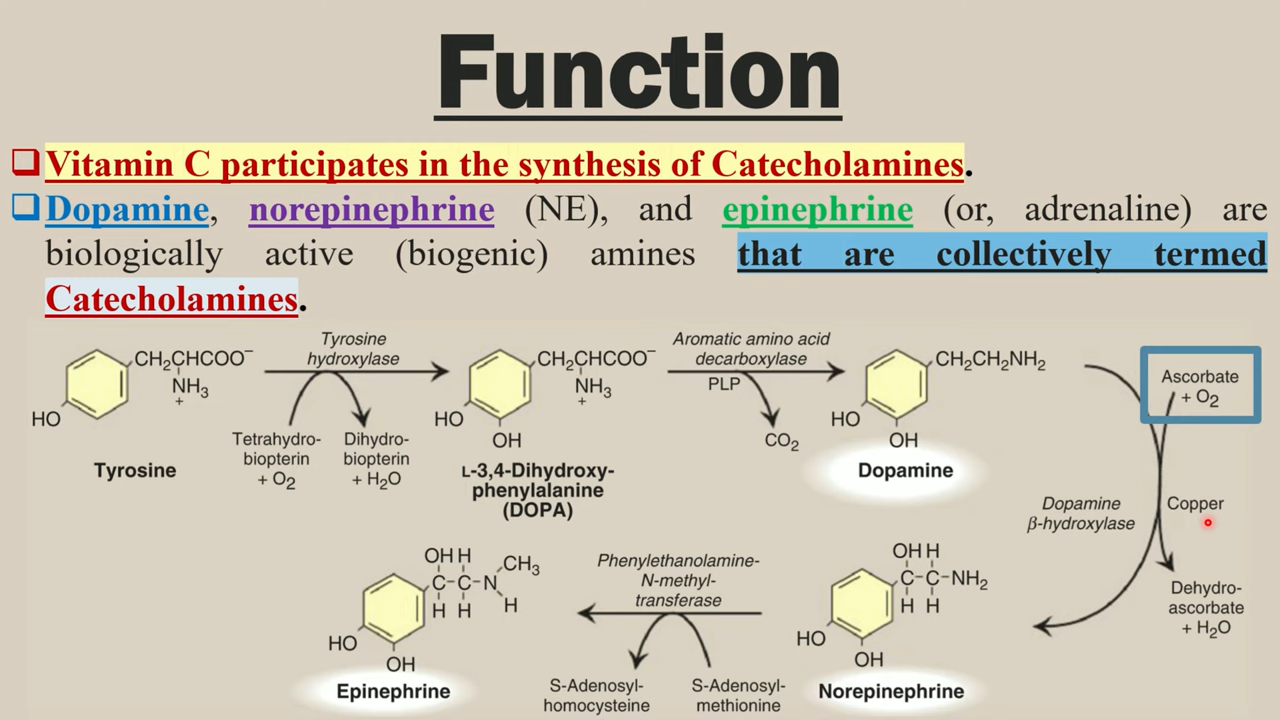 Function
❑Vitamin C participates in the synthesis of Catecholamines.
❑Dopamine, norepinephrine (NE), and epinephrine (or, adrenaline) are
biologically active (biogenic) amines that are collectively termed
Catecholamines.
Tyrosine
hydroxylase
CH₂CHCOO⁻
NH₃
+
HO
Tetrahydro-
biopterin
+ O₂
Dihydro-
biopterin
+ H₂O
Tyrosine
CH₂CHCOO⁻
NH₃
+
HO
OH
L-3,4-Dihydroxy-
phenylalanine
(DOPA)
Aromatic amino acid
decarboxylase
PLP
CO₂
CH₂CH₂NH₂
HO
OH
Dopamine
Ascorbate
+ O₂
Dopamine
β-hydroxylase
Copper
Dehydro-
ascorbate
+ H₂O
OH H
C-C-NH₂
H H
HO
OH
Norepinephrine
Phenylethanolamine-
N-methyl-
transferase
S-Adenosyl-
methionine
S-Adenosyl-
homocysteine
OH H
CH₃
C-C-N
H H
H
HO
OH
Epinephrine